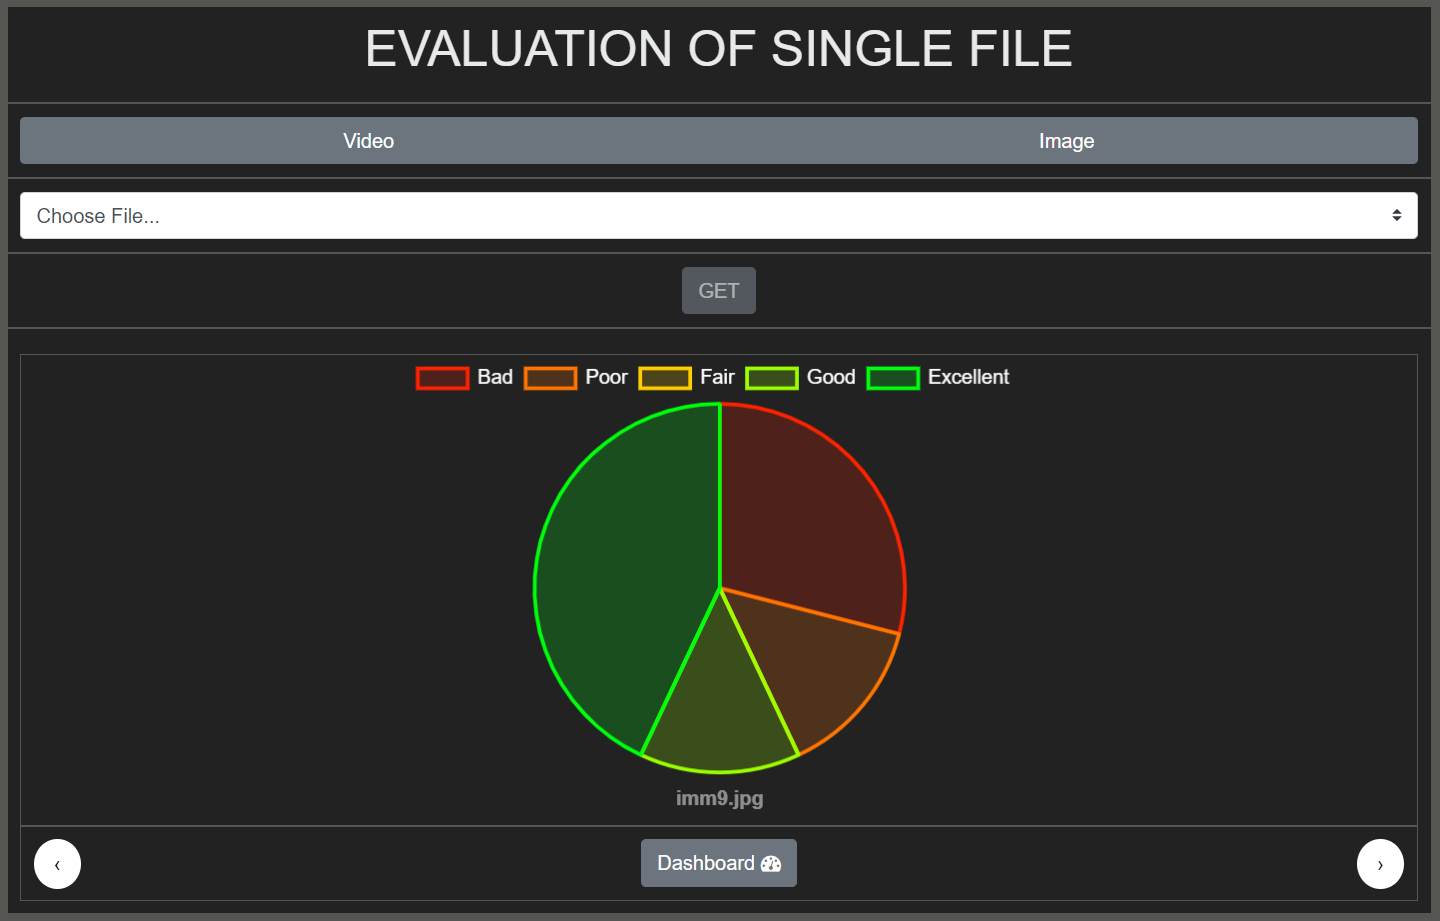 EVALUATION OF SINGLE FILE
Video Image
Choose File...
GET
Bad Poor Fair Good Excellent
imm9.jpg
‹ Dashboard ›